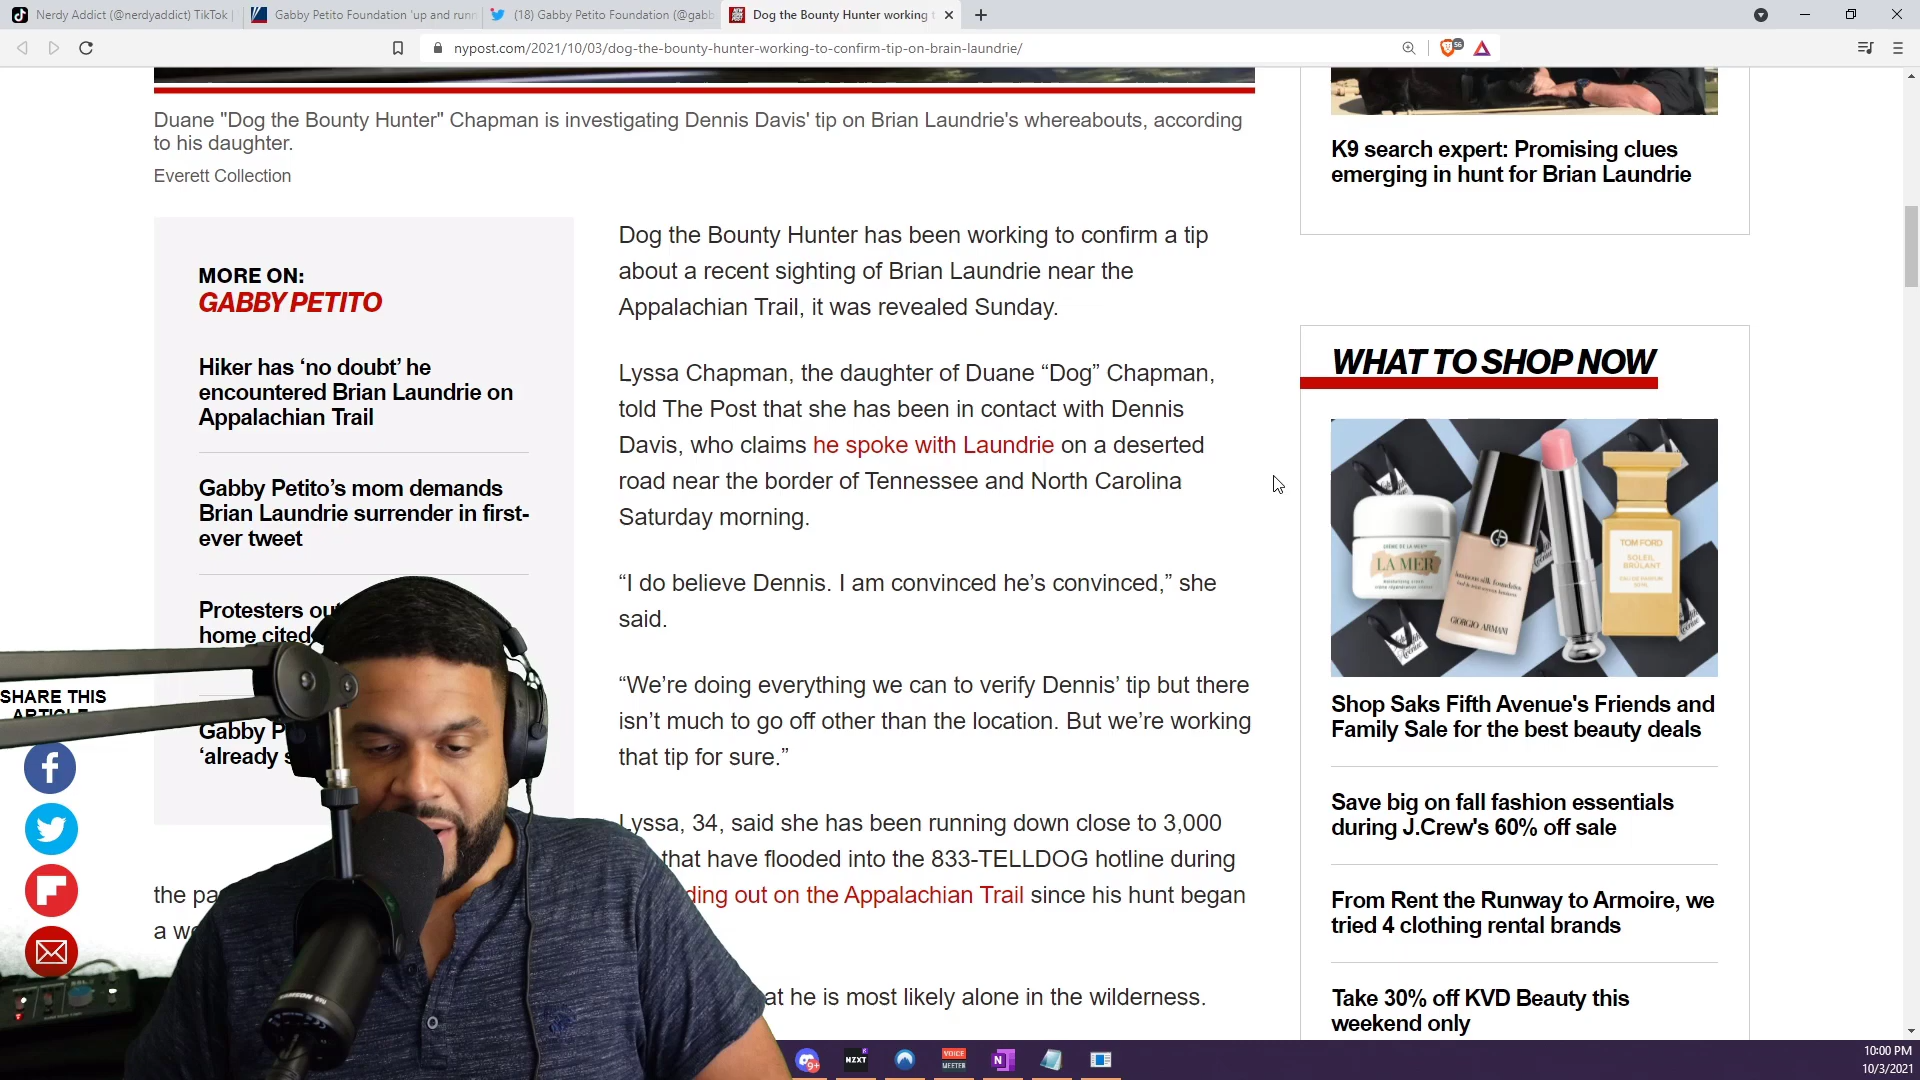 Nerdy Addict (@nerdyaddict) TikTok
Gabby Petito Foundation 'up and runn
(18) Gabby Petito Foundation (@gabb
Dog the Bounty Hunter working t
nypost.com/2021/10/03/dog-the-bounty-hunter-working-to-confirm-tip-on-brain-laundrie/
56
Duane "Dog the Bounty Hunter" Chapman is investigating Dennis Davis' tip on Brian Laundrie's whereabouts, according
to his daughter.
Everett Collection
MORE ON:
GABBY PETITO
Hiker has ‘no doubt’ he
encountered Brian Laundrie on
Appalachian Trail
Gabby Petito’s mom demands
Brian Laundrie surrender in first-
ever tweet
Protesters ou
home cited
Gabby P
‘already s
SHARE THIS
ARTICLE
Dog the Bounty Hunter has been working to confirm a tip
about a recent sighting of Brian Laundrie near the
Appalachian Trail, it was revealed Sunday.
Lyssa Chapman, the daughter of Duane “Dog” Chapman,
told The Post that she has been in contact with Dennis
Davis, who claims he spoke with Laundrie on a deserted
road near the border of Tennessee and North Carolina
Saturday morning.
“I do believe Dennis. I am convinced he’s convinced,” she
said.
“We’re doing everything we can to verify Dennis’ tip but there
isn’t much to go off other than the location. But we’re working
that tip for sure.”
Lyssa, 34, said she has been running down close to 3,000
that have flooded into the 833-TELLDOG hotline during
the pa ding out on the Appalachian Trail since his hunt began
a we
at he is most likely alone in the wilderness.
K9 search expert: Promising clues
emerging in hunt for Brian Laundrie
WHAT TO SHOP NOW
LA MER
GIORGIO ARMANI
TOM FORD
SOLEIL
BRÛLANT
Shop Saks Fifth Avenue's Friends and
Family Sale for the best beauty deals
Save big on fall fashion essentials
during J.Crew's 60% off sale
From Rent the Runway to Armoire, we
tried 4 clothing rental brands
Take 30% off KVD Beauty this
weekend only
9+
NZXT
VOICE
MEETER
N
10:00 PM
10/3/2021